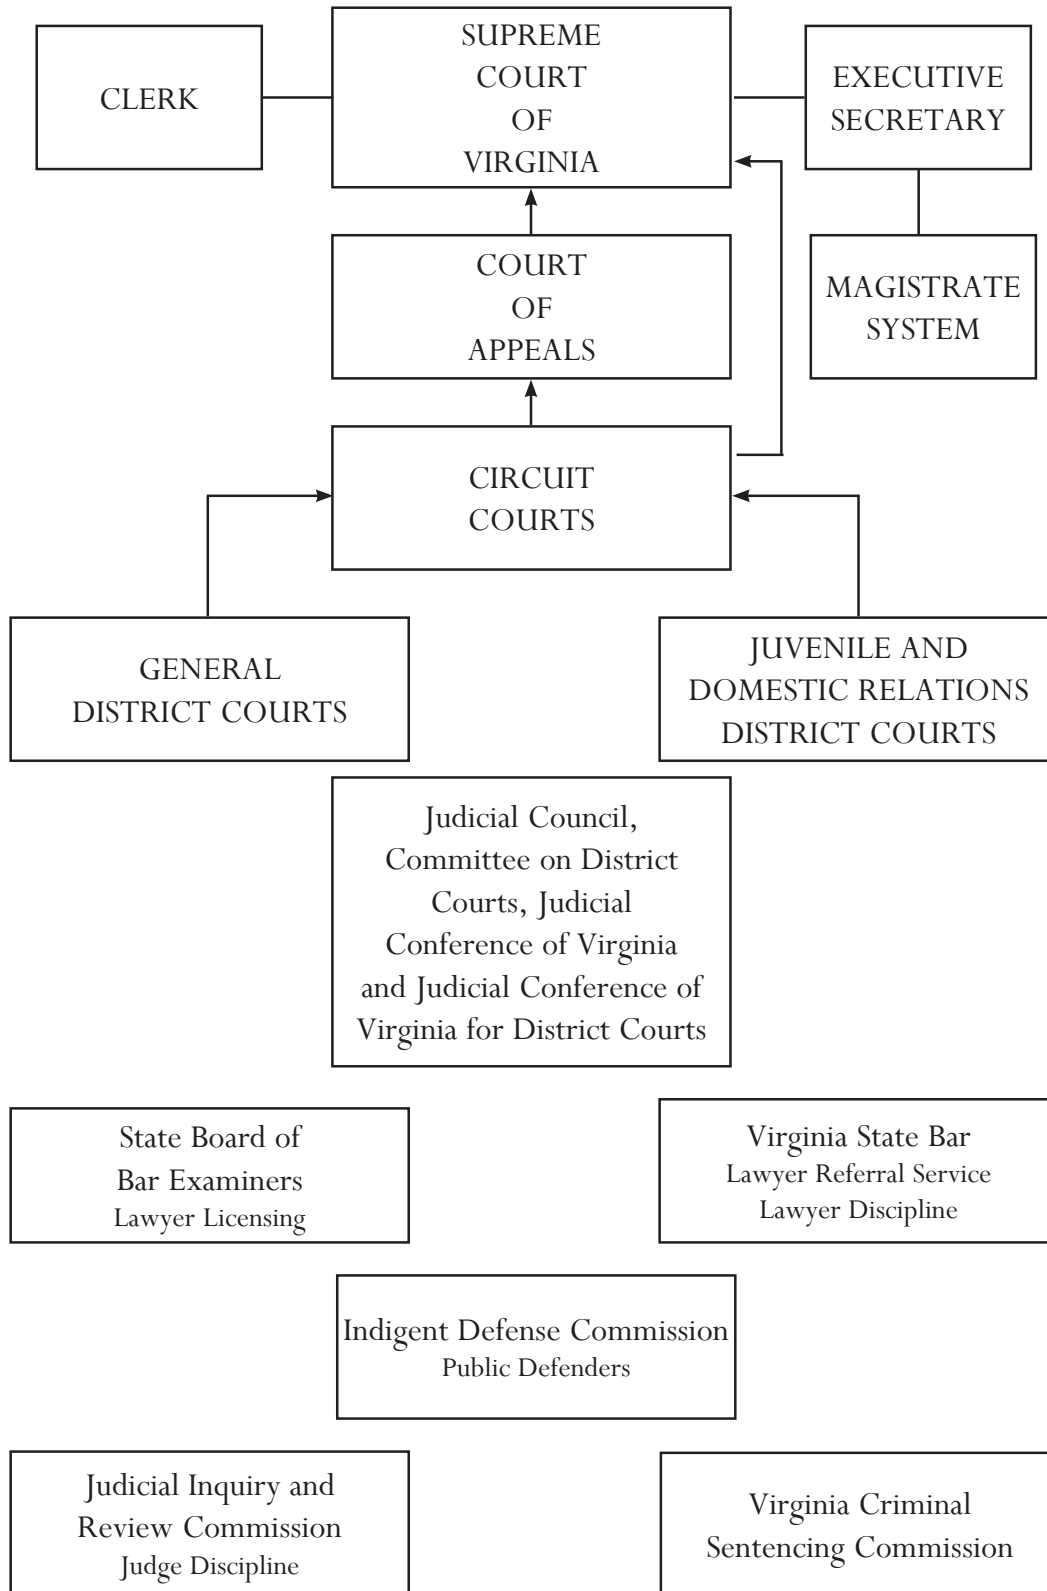 CLERK
SUPREME
COURT
OF
VIRGINIA
EXECUTIVE
SECRETARY
COURT
OF
APPEALS
MAGISTRATE
SYSTEM
CIRCUIT
COURTS
GENERAL
DISTRICT COURTS
JUVENILE AND
DOMESTIC RELATIONS
DISTRICT COURTS
Judicial Council,
Committee on District
Courts, Judicial
Conference of Virginia
and Judicial Conference of
Virginia for District Courts
State Board of
Bar Examiners
Lawyer Licensing
Virginia State Bar
Lawyer Referral Service
Lawyer Discipline
Indigent Defense Commission
Public Defenders
Judicial Inquiry and
Review Commission
Judge Discipline
Virginia Criminal
Sentencing Commission